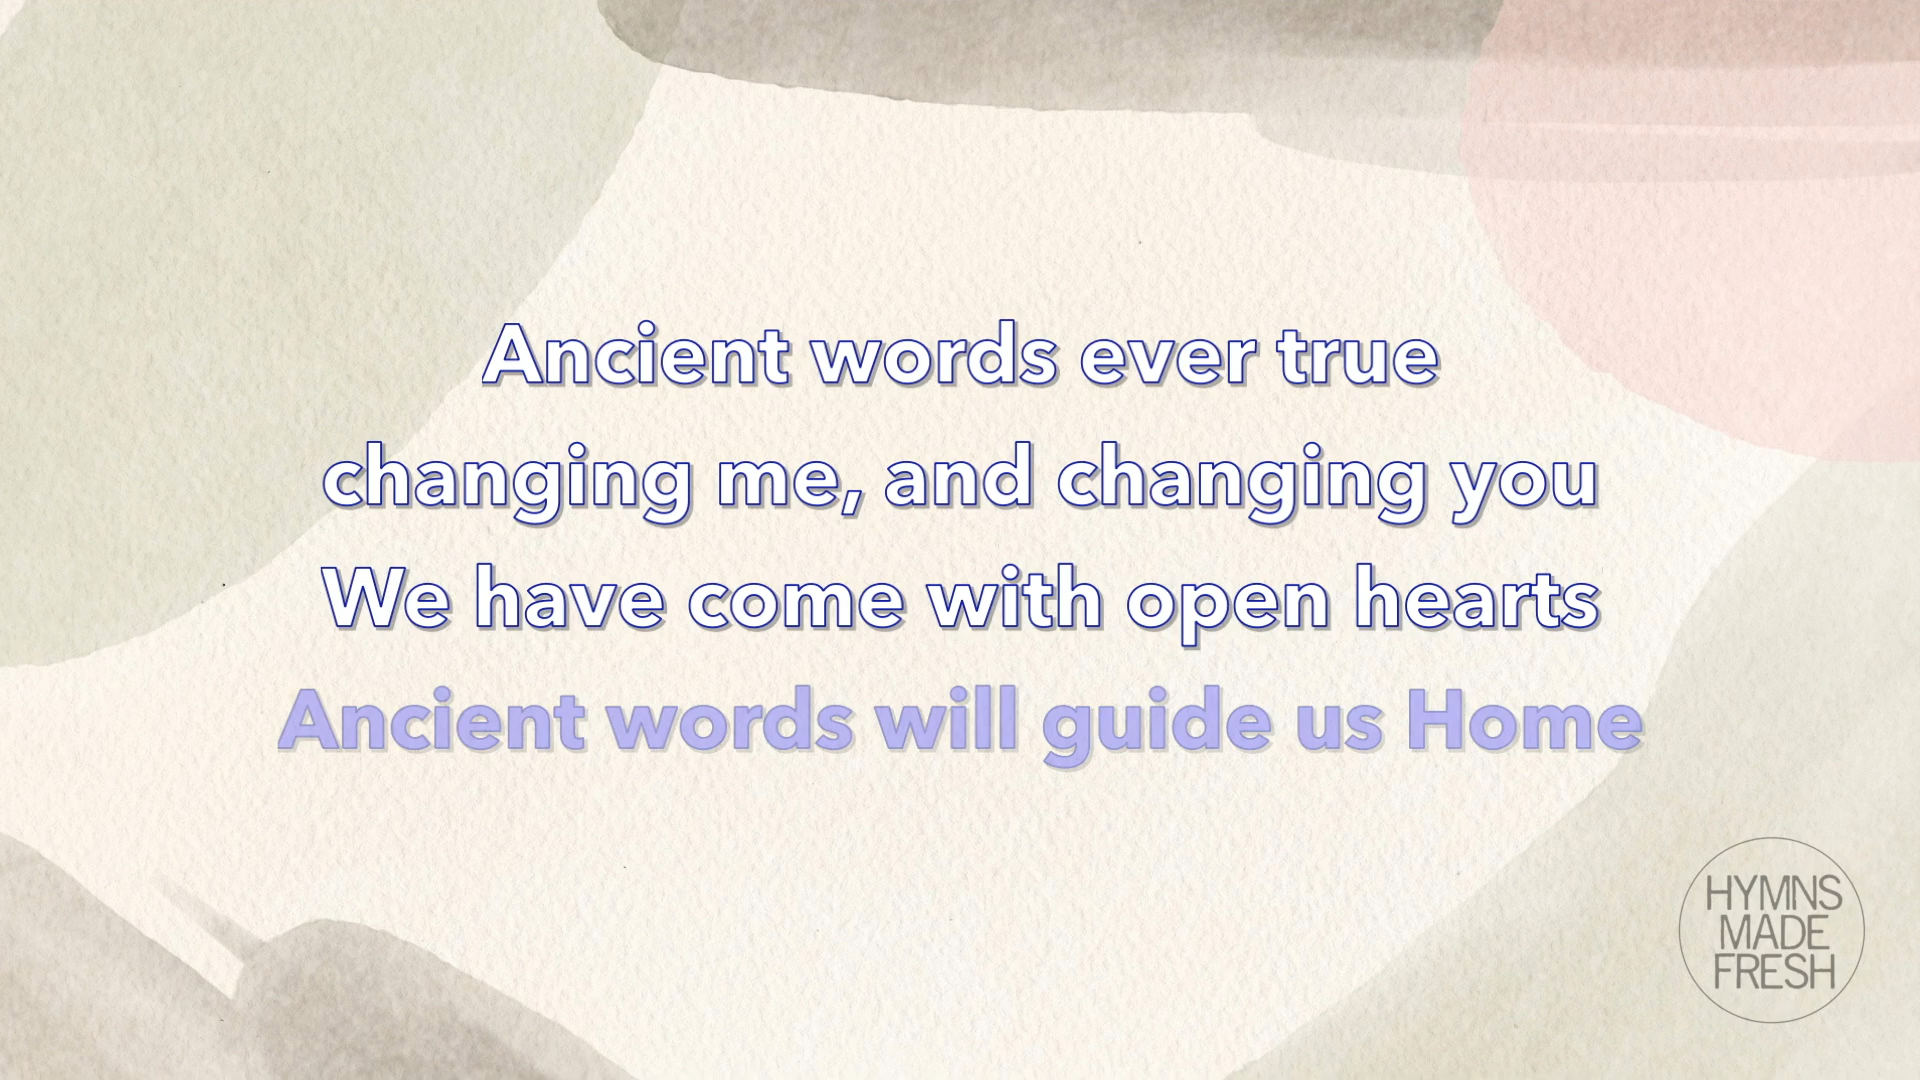 Ancient words ever true
changing me, and changing you
We have come with open hearts
Ancient words will guide us Home
HYMNS
MADE
FRESH